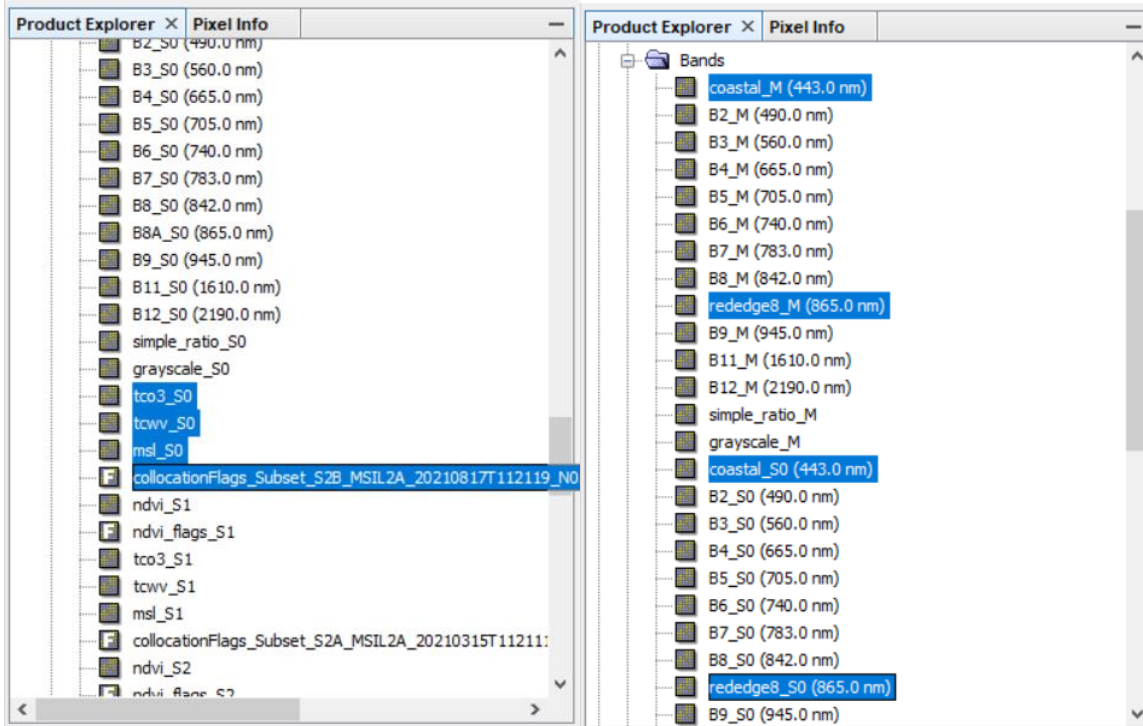 Product Explorer × Pixel Info
B2_S0 (490.0 nm)
B3_S0 (560.0 nm)
B4_S0 (665.0 nm)
B5_S0 (705.0 nm)
B6_S0 (740.0 nm)
B7_S0 (783.0 nm)
B8_S0 (842.0 nm)
B8A_S0 (865.0 nm)
B9_S0 (945.0 nm)
B11_S0 (1610.0 nm)
B12_S0 (2190.0 nm)
simple_ratio_S0
grayscale_S0
tco3_S0
tcwv_S0
msl_S0
collocationFlags_Subset_S2B_MSIL2A_20210817T112119_N0
ndvi_S1
ndvi_flags_S1
tco3_S1
tcwv_S1
msl_S1
collocationFlags_Subset_S2A_MSIL2A_20210315T112111
ndvi_S2
ndvi_flags_S2
Product Explorer × Pixel Info
Bands
coastal_M (443.0 nm)
B2_M (490.0 nm)
B3_M (560.0 nm)
B4_M (665.0 nm)
B5_M (705.0 nm)
B6_M (740.0 nm)
B7_M (783.0 nm)
B8_M (842.0 nm)
rededge8_M (865.0 nm)
B9_M (945.0 nm)
B11_M (1610.0 nm)
B12_M (2190.0 nm)
simple_ratio_M
grayscale_M
coastal_S0 (443.0 nm)
B2_S0 (490.0 nm)
B3_S0 (560.0 nm)
B4_S0 (665.0 nm)
B5_S0 (705.0 nm)
B6_S0 (740.0 nm)
B7_S0 (783.0 nm)
B8_S0 (842.0 nm)
rededge8_S0 (865.0 nm)
B9_S0 (945.0 nm)